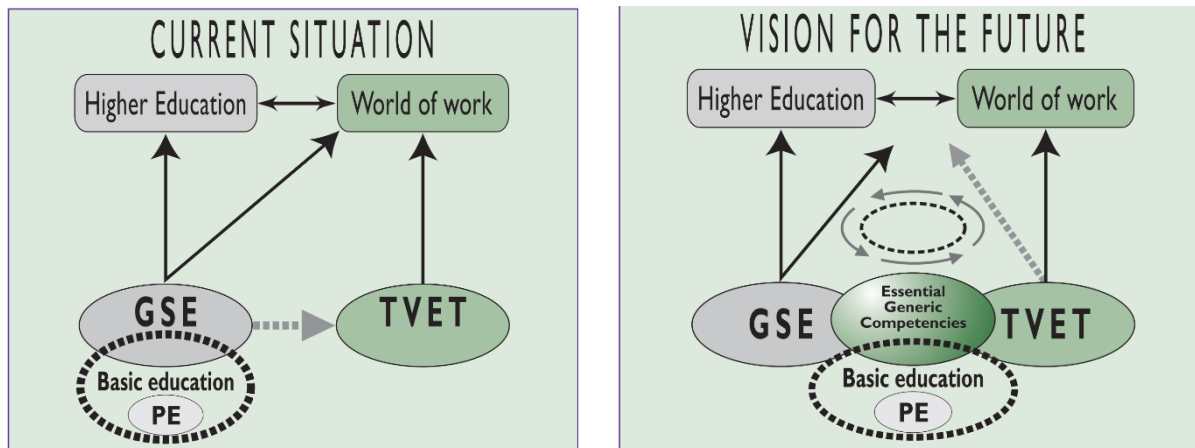 CURRENT SITUATION
Higher Education
World of work
GSE
TVET
Basic education
PE
VISION FOR THE FUTURE
Higher Education
World of work
Essential
Generic
Competencies
GSE
TVET
Basic education
PE